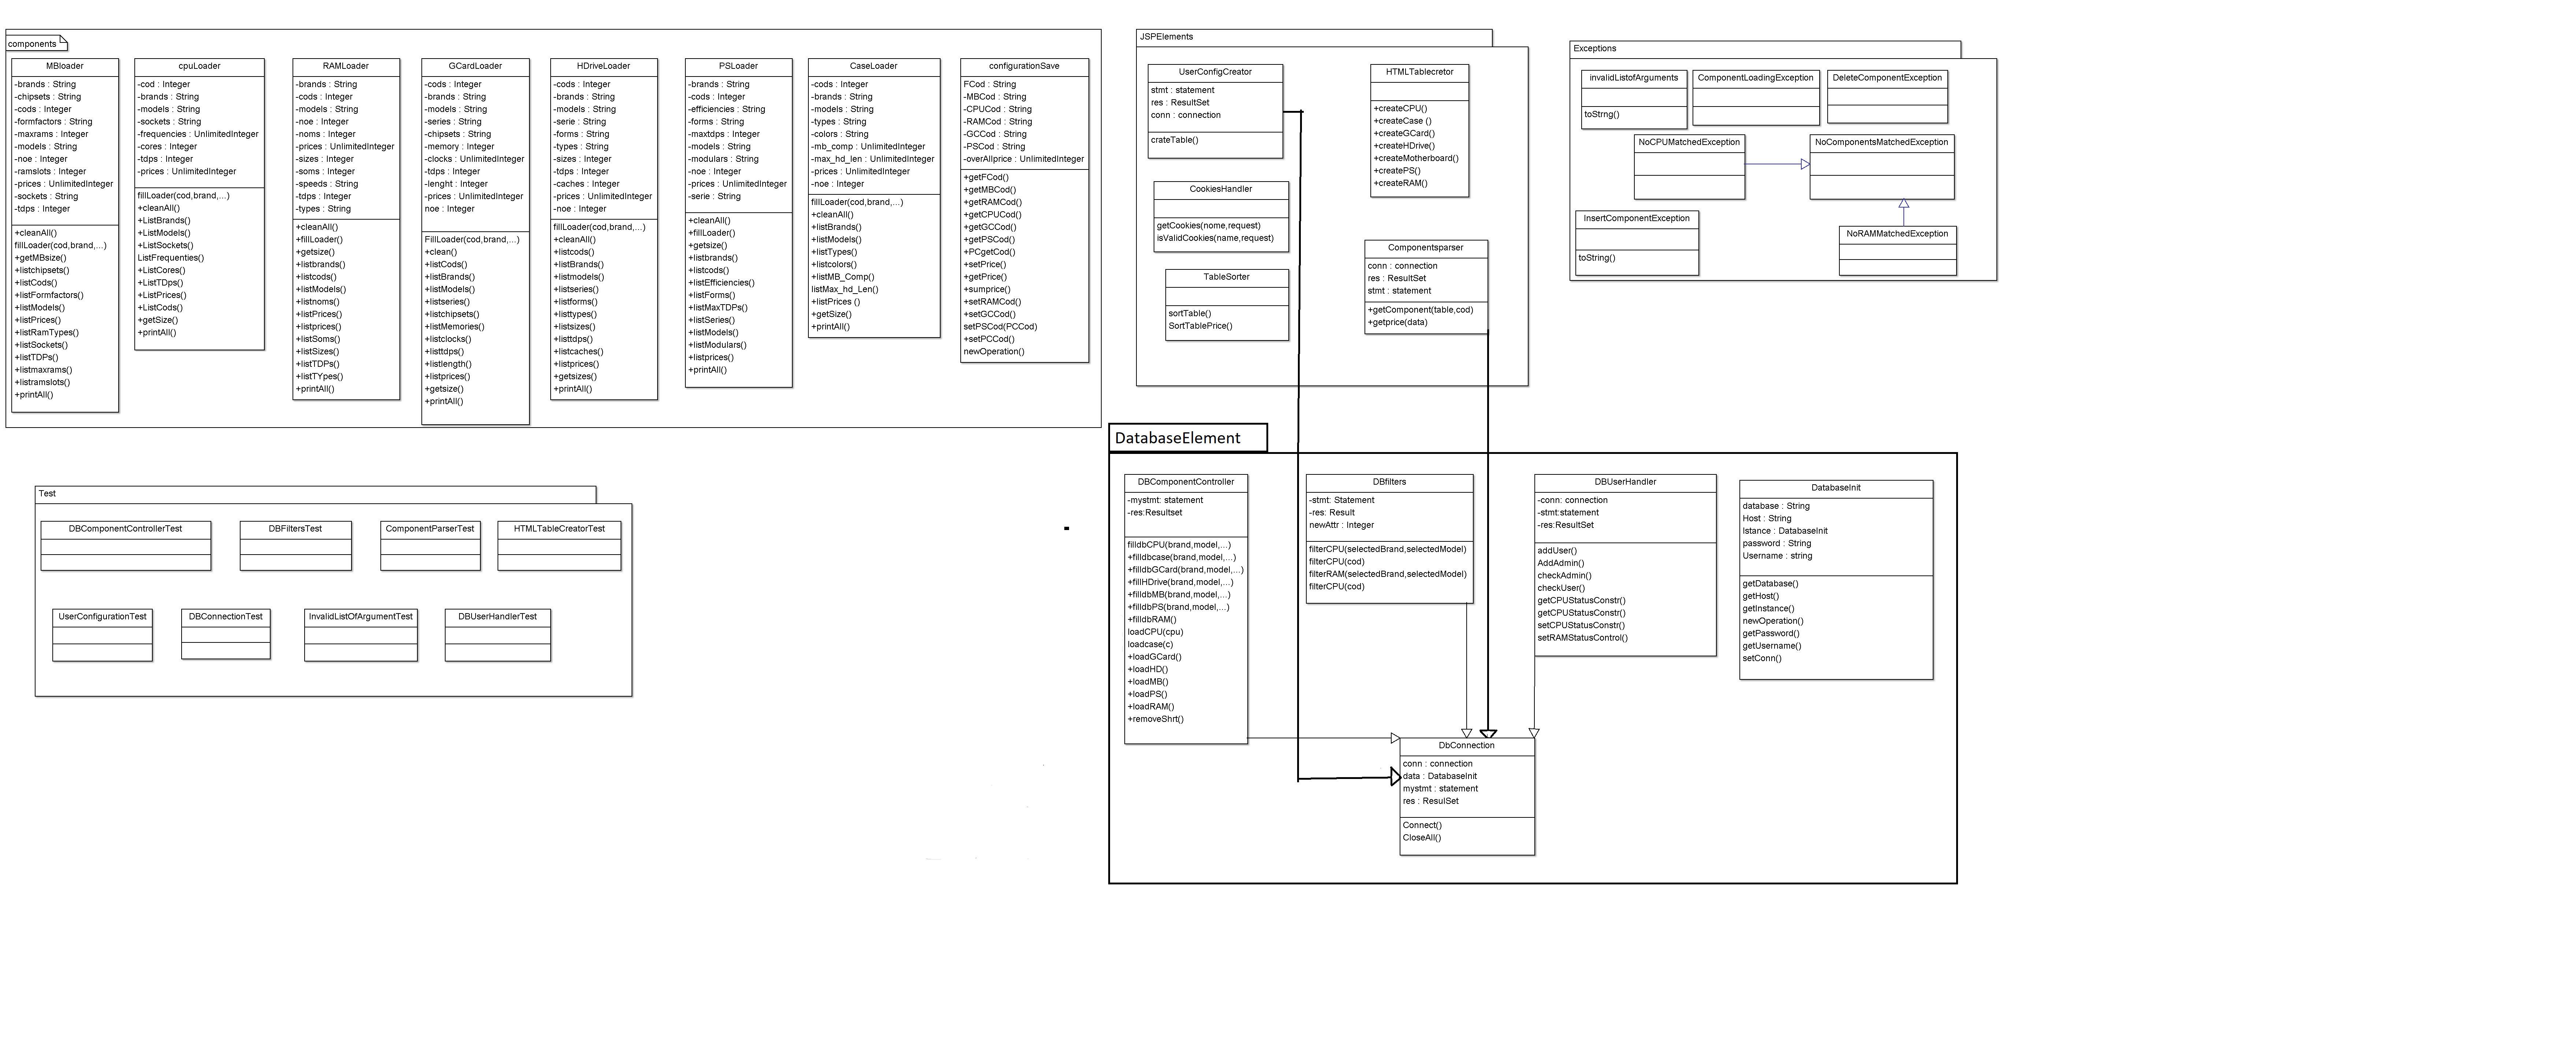 components
MBloader
-brands : String
-chipsets : String
-cods : Integer
-formfactors : String
-maxrams : Integer
-models : String
-noe : Integer
-ramslots : Integer
-prices : UnlimitedInteger
-sockets : String
-tdps : Integer
+cleanAll()
fillLoader(cod,brand,...)
+getMBsize()
+listchipsets()
+listCods()
+listFormfactors()
+listModels()
+listPrices()
+listRamTypes()
+listSockets()
+listTDPs()
+listmaxrams()
+listramslots()
+printAll()
cpuLoader
-cod : Integer
-brands : String
-models : String
-sockets : String
-frequencies : UnlimitedInteger
-cores : Integer
-tdps : Integer
-prices : UnlimitedInteger
fillLoader(cod,brand,...)
+cleanAll()
+ListBrands()
+ListModels()
+ListSockets()
ListFrequenties()
+ListCores()
+ListTDps()
+ListPrices()
+ListCods()
+getSize()
+printAll()
RAMLoader
-brands : String
-cods : Integer
-models : String
-noe : Integer
-noms : Integer
-prices : UnlimitedInteger
-sizes : Integer
-soms : Integer
-speeds : String
-tdps : Integer
-types : String
+cleanAll()
+fillLoader()
+getsize()
+listbrands()
+listcods()
+listModels()
+listnoms()
+listPrices()
+listprices()
+listSoms()
+listSizes()
+listTDPs()
+listTYpes()
+printAll()
GCardLoader
-cods : Integer
-brands : String
-models : String
-series : String
-chipsets : String
-memory : Integer
-clocks : UnlimitedInteger
-tdps : Integer
-lenght : Integer
-prices : UnlimitedInteger
noe : Integer
FillLoader(cod,brand,...)
+clean()
+listCods()
+listBrands()
+listModels()
+listseries()
+listchipsets()
+listMemories()
+listclocks()
+listtdps()
+listlength()
+listprices()
+getsize()
+printAll()
HDriveLoader
-cods : Integer
-brands : String
-models : String
-serie : String
-forms : String
-types : String
-sizes : Integer
-tdps : Integer
-caches : Integer
-prices : UnlimitedInteger
-noe : Integer
fillLoader(cod,brand,...)
+cleanAll()
+listcods()
+listBrands()
+listmodels()
+listseries()
+listforms()
+listtypes()
+listsizes()
+listtdps()
+listcaches()
+listprices()
+getsizes()
+printAll()
PSLoader
-brands : String
-cods : Integer
-efficiencies : String
-forms : String
-maxtdps : Integer
-models : String
-modulars : String
-noe : Integer
-prices : UnlimitedInteger
-serie : String
+cleanAll()
+fillLoader()
+getsize()
+listbrands()
+listcods()
+listEfficiencies()
+listForms()
+listMaxTDPs()
+listSeries()
+listModels()
+listModulars()
+listprices()
+printAll()
CaseLoader
-cods : Integer
-brands : String
-models : String
-types : String
-colors : String
-mb_comp : UnlimitedInteger
-max_hd_len : UnlimitedInteger
-prices : UnlimitedInteger
-noe : Integer
fillLoader(cod,brand,...)
+cleanAll()
+listBrands()
+listModels()
+listTypes()
+listcolors()
+listMB_Comp()
listMax_hd_Len()
+listPrices ()
+getSize()
+printAll()
configurationSave
FCod : String
-MBCod : String
-CPUCod : String
-RAMCod : String
-GCCod : String
-PSCod : String
-overAllprice : UnlimitedInteger
+getFCod()
+getMBCod()
+getRAMCod()
+getCPUCod()
+getGCCod()
+getPSCod()
+PCgetCod()
+setPrice()
+getPrice()
+sumprice()
+setRAMCod()
+setGCCod()
setPSCod(PCCod)
+setPCCod()
newOperation()
JSPElements
UserConfigCreator
stmt : statement
res : ResultSet
conn : connection
crateTable()
HTMLTablecretor
+createCPU()
+createCase ()
+createGCard()
+createHDrive()
+createMotherboard()
+createPS()
+createRAM()
CookiesHandler
getCookies(nome,request)
isValidCookies(name,request)
TableSorter
sortTable()
SortTablePrice()
Componentsparser
conn : connection
res : ResultSet
stmt : statement
+getComponent(table,cod)
+getprice(data)
Exceptions
invalidListofArguments
toStrng()
ComponentLoadingException
DeleteComponentException
NoCPUMatchedException
NoComponentsMatchedException
InsertComponentException
toString()
NoRAMMatchedException
Test
DBComponentControllerTest
DBFiltersTest
ComponentParserTest
HTMLTableCreatorTest
UserConfigurationTest
DBConnectionTest
InvalidListOfArgumentTest
DBUserHandlerTest
DatabaseElement
DBComponentController
-mystmt: statement
-res:Resultset
filldbCPU(brand,model,...)
+filldbcase(brand,model,...)
+filldbGCard(brand,model,...)
+fillHDrive(brand,model,...)
+filldbMB(brand,model,...)
+filldbPS(brand,model,...)
+filldbRAM()
loadCPU(cpu)
loadcase(c)
+loadGCard()
+loadHD()
+loadMB()
+loadPS()
+loadRAM()
+removeShrt()
DBfilters
-stmt: Statement
-res: Result
newAttr : Integer
filterCPU(selectedBrand,selectedModel)
filterCPU(cod)
filterRAM(selectedBrand,selectedModel)
filterCPU(cod)
DBUserHandler
-conn: connection
-stmt:statement
-res:ResultSet
addUser()
AddAdmin()
checkAdmin()
checkUser()
getCPUStatusConstr()
getCPUStatusConstr()
setCPUStatusConstr()
setRAMStatusControl()
DatabaseInit
database : String
Host : String
Istance : DatabaseInit
password : String
Username : string
getDatabase()
getHost()
getInstance()
newOperation()
getPassword()
getUsername()
setConn()
DbConnection
conn : connection
data : DatabaseInit
mystmt : statement
res : ResulSet
Connect()
CloseAll()